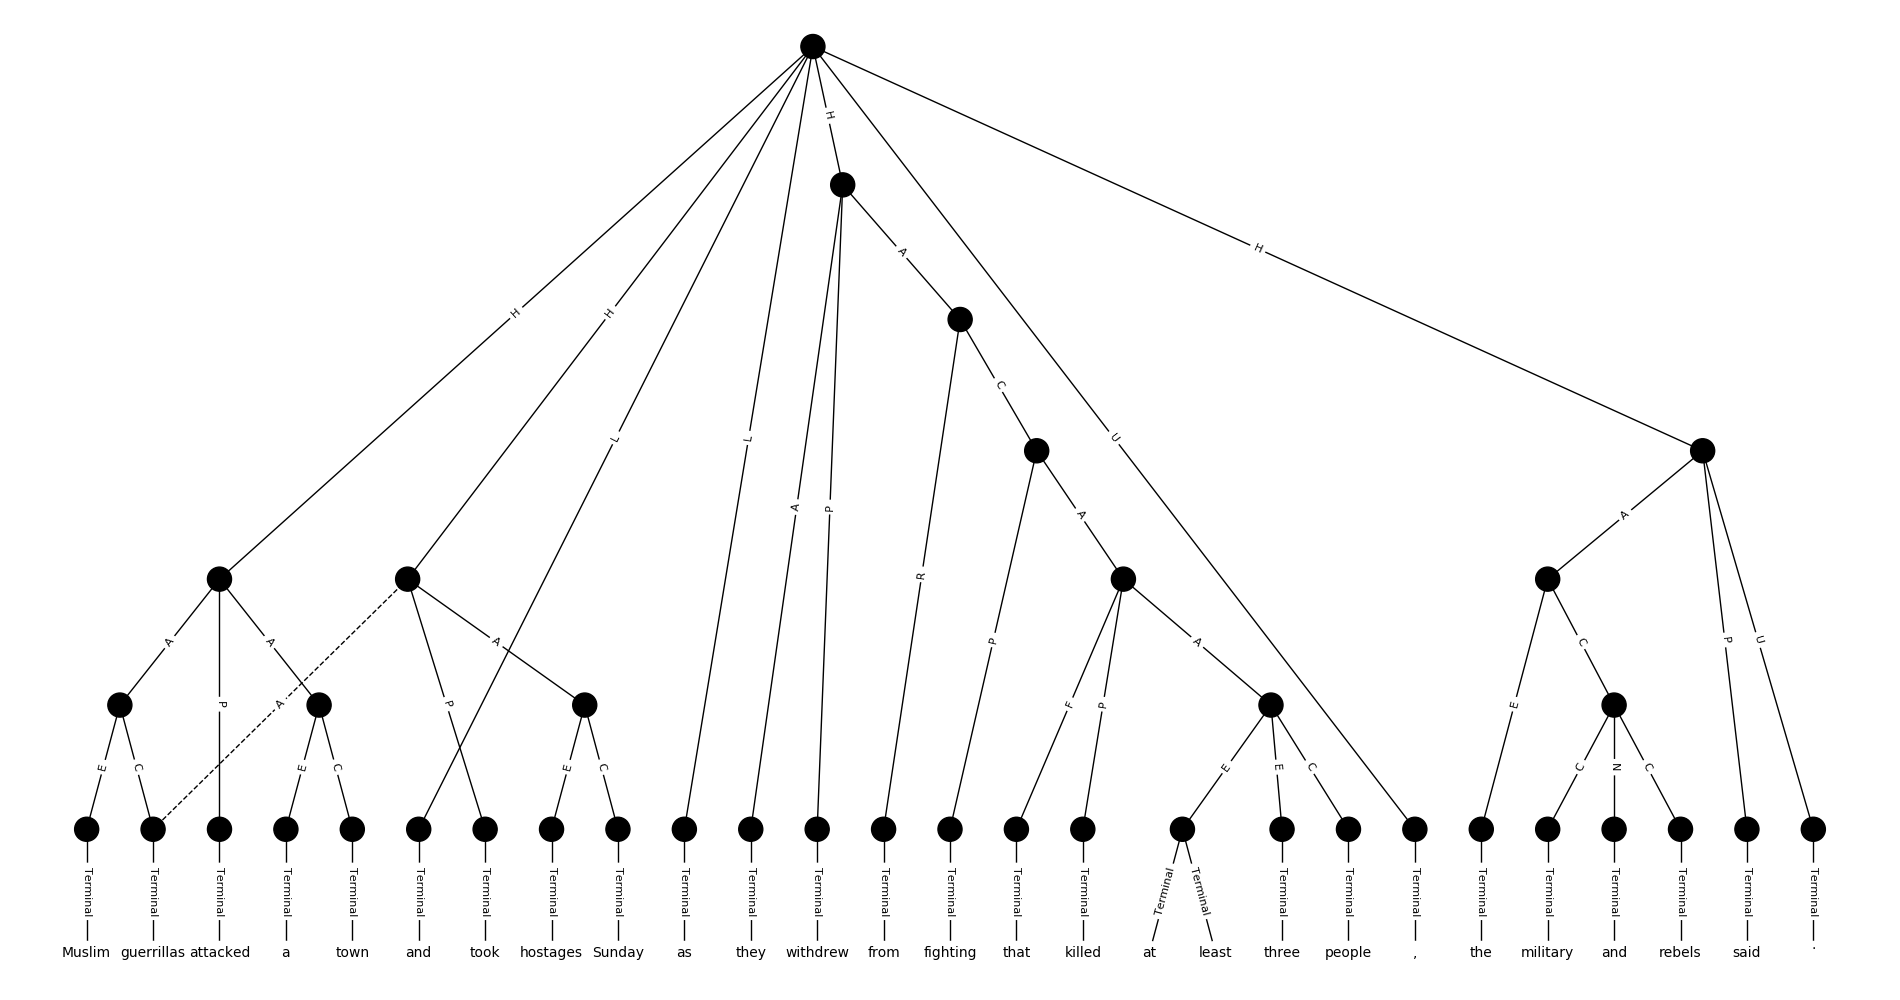 H
H H
A
C
L L U
A P
R
A A
A P A A P A P U
A P F P E C
E C E C E C E E C C N C
Terminal Terminal Terminal Terminal Terminal Terminal Terminal Terminal Terminal Terminal Terminal Terminal Terminal Terminal Terminal Terminal Terminal Terminal Terminal Terminal Terminal Terminal Terminal Terminal Terminal Terminal Terminal
Muslim guerrillas attacked a town and took hostages Sunday as they withdrew from fighting that killed at least three people , the military and rebels said .